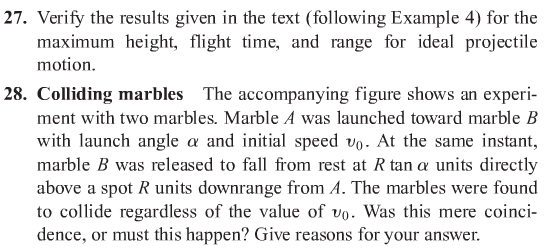 27. Verify the results given in the text (following Example 4) for the
maximum height, flight time, and range for ideal projectile
motion.
28. Colliding marbles The accompanying figure shows an experi-
ment with two marbles. Marble A was launched toward marble B
with launch angle α and initial speed v₀. At the same instant,
marble B was released to fall from rest at R tan α units directly
above a spot R units downrange from A. The marbles were found
to collide regardless of the value of v₀. Was this mere coinci-
dence, or must this happen? Give reasons for your answer.